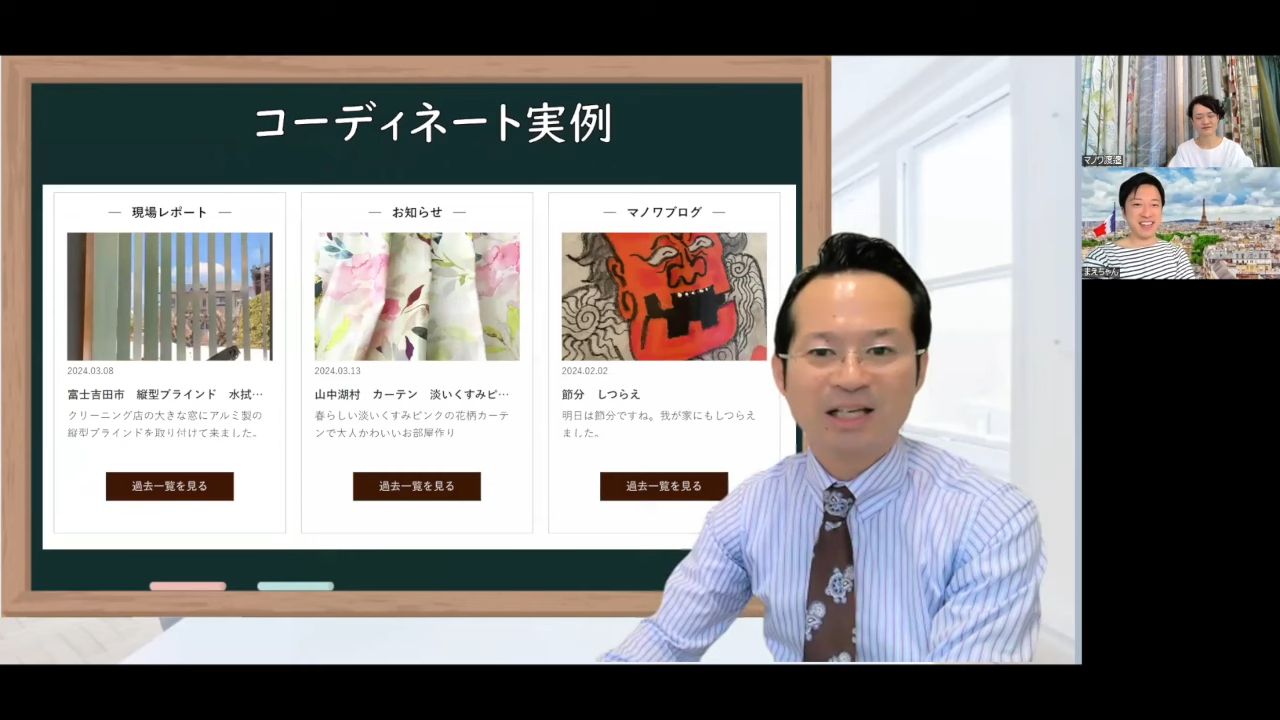 コーディネート実例
現場レポート
2024.03.08
富士吉田市 縦型ブラインド 水拭…
クリーニング店の大きな窓にアルミ製の
縦型ブラインドを取り付けて来ました。
過去一覧を見る
お知らせ
2024.03.13
山中湖村 カーテン 淡いくすみピ…
春らしい淡いくすみピンクの花柄カーテ
ンで大人かわいいお部屋作り
過去一覧を見る
マノワブログ
2024.02.02
節分 しつらえ
明日は節分ですね。我が家にもしつらえ
ました。
過去一覧を見る
マノワ渡邉
まえちゃん